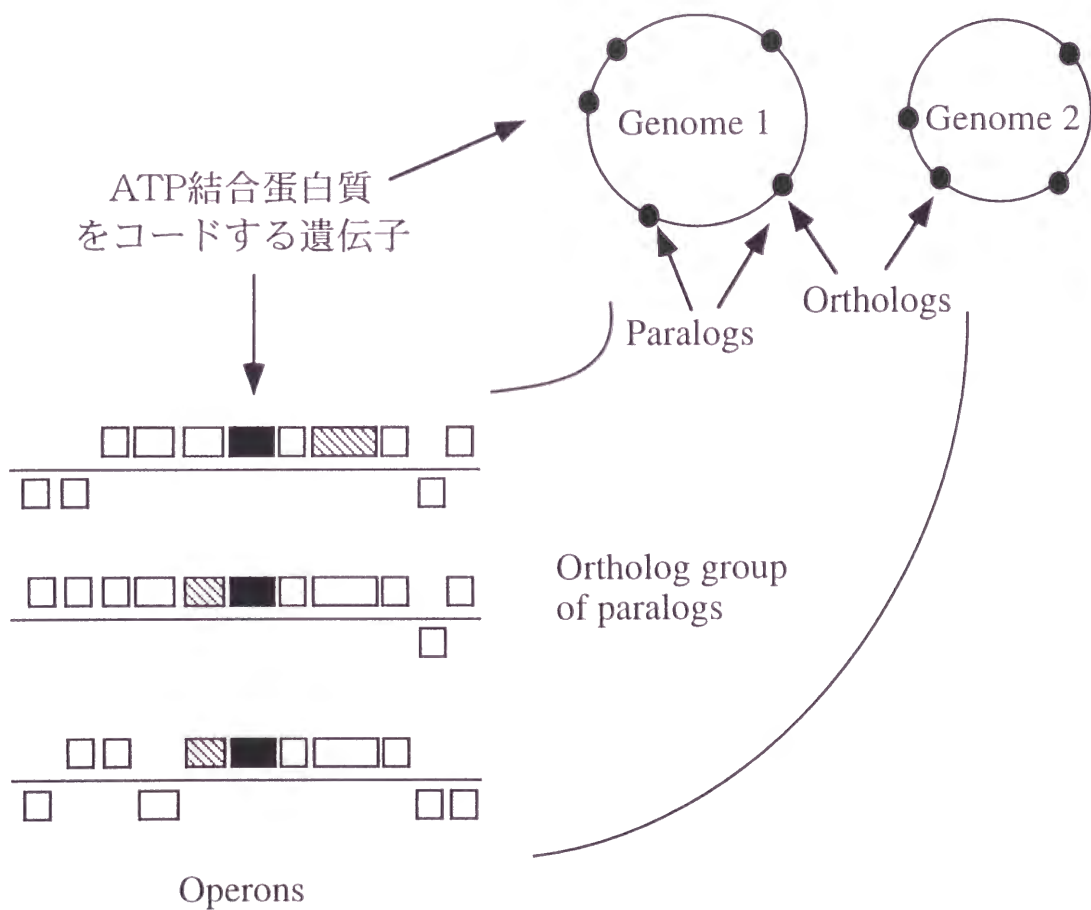 Genome 1
Genome 2
ATP結合蛋白質
をコードする遺伝子
Orthologs
Paralogs
Ortholog group
of paralogs
Operons